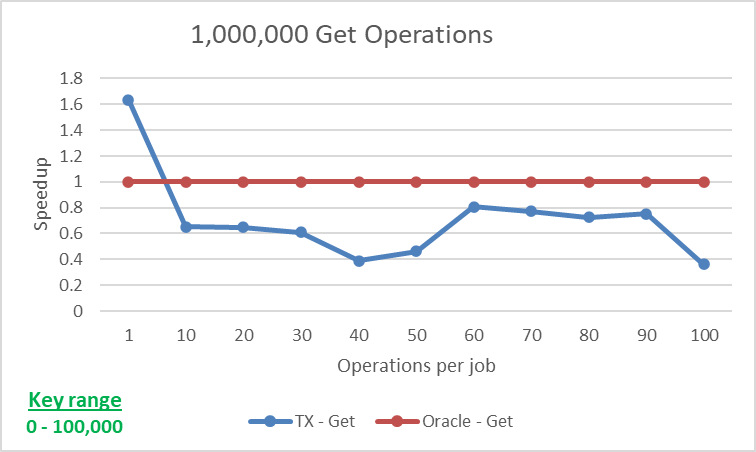 1,000,000 Get Operations
1.8
1.6
1.4
1.2
1
0.8
0.6
0.4
0.2
0
Speedup
1 10 20 30 40 50 60 70 80 90 100
Operations per job
Key range
0 - 100,000
TX - Get Oracle - Get